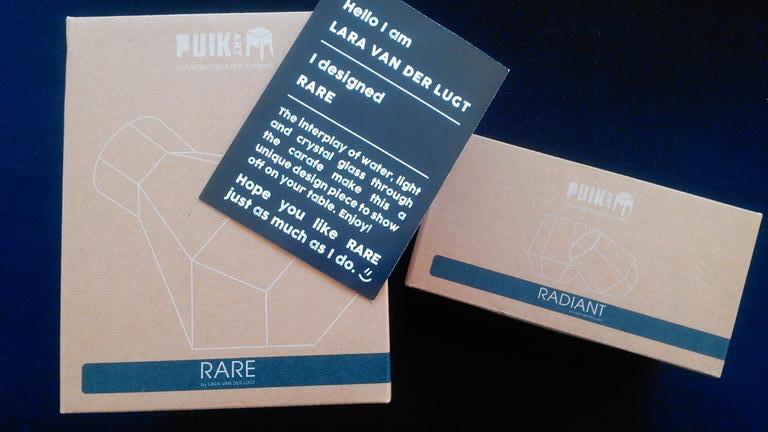 PUIK ART
DIAMOND SHAPED CARAFE
RARE
by LARA VAN DER LUGT
Hello I am
LARA VAN DER LUGT
I designed
RARE
The interplay of water, light
and crystal glass through
the carafe make this a
unique design piece to show
off on your table. Enjoy!
Hope you like RARE
just as much as I do.
PUIK ART
RADIANT